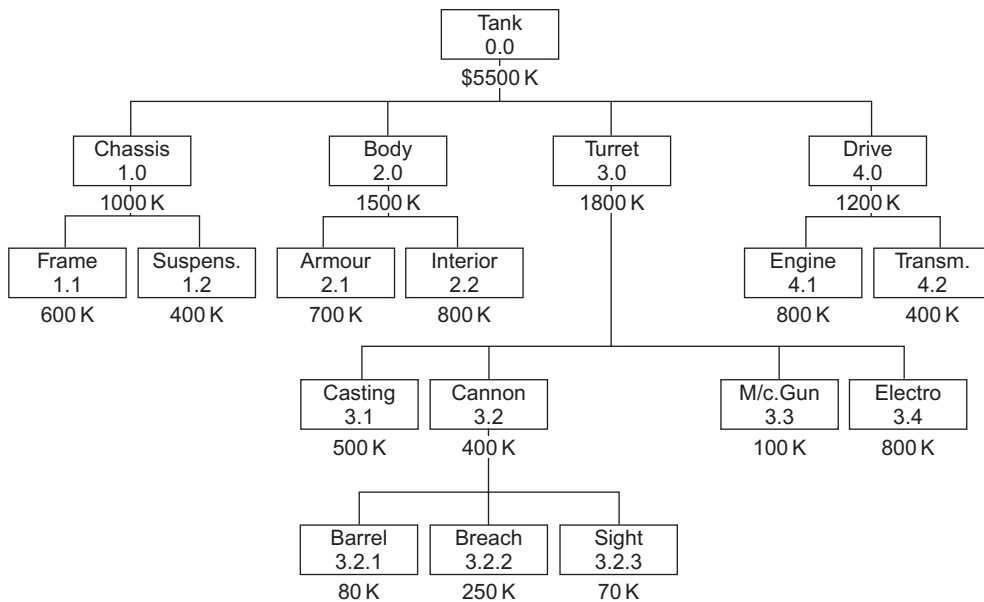 Tank
0.0
$5500 K
Chassis
1.0
1000 K
Body
2.0
1500 K
Turret
3.0
1800 K
Drive
4.0
1200 K
Frame
1.1
600 K
Suspens.
1.2
400 K
Armour
2.1
700 K
Interior
2.2
800 K
Engine
4.1
800 K
Transm.
4.2
400 K
Casting
3.1
500 K
Cannon
3.2
400 K
M/c.Gun
3.3
100 K
Electro
3.4
800 K
Barrel
3.2.1
80 K
Breach
3.2.2
250 K
Sight
3.2.3
70 K